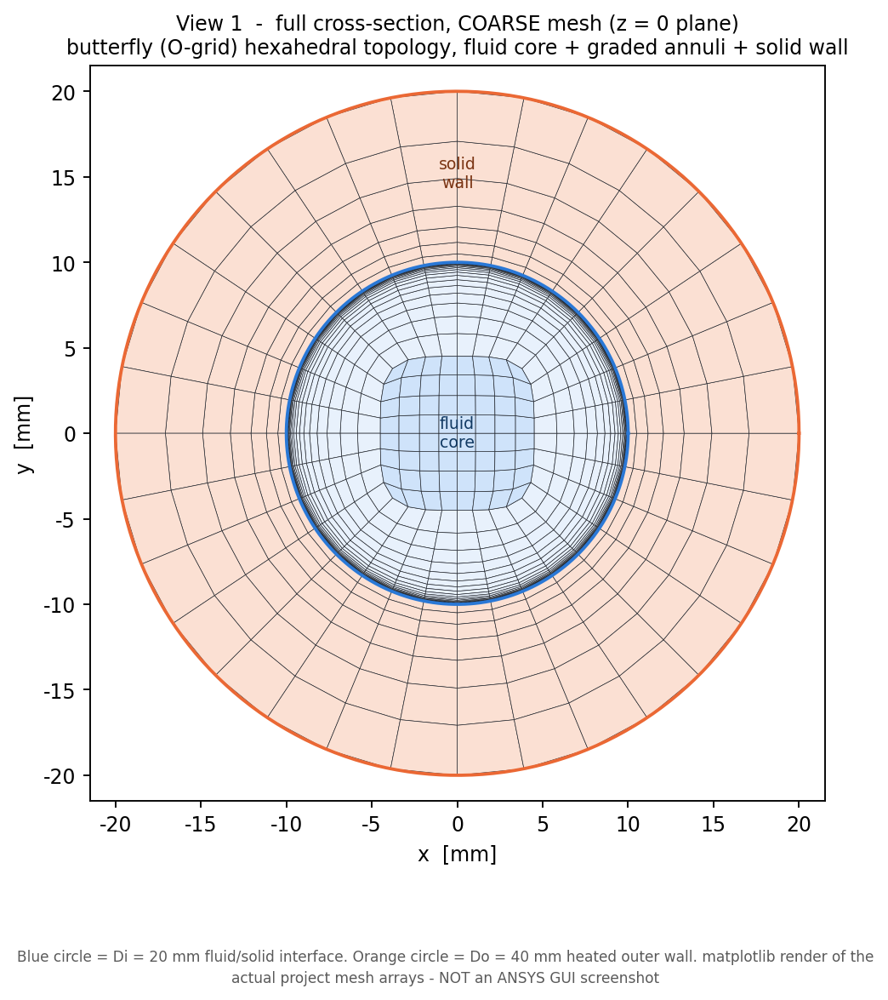 View 1 - full cross-section, COARSE mesh (z = 0 plane)
butterfly (O-grid) hexahedral topology, fluid core + graded annuli + solid wall
20
15
10
5
0
-5
-10
-15
-20
y [mm]
solid
wall
fluid
core
-20 -15 -10 -5 0 5 10 15 20
x [mm]
Blue circle = Di = 20 mm fluid/solid interface. Orange circle = Do = 40 mm heated outer wall. matplotlib render of the
actual project mesh arrays - NOT an ANSYS GUI screenshot